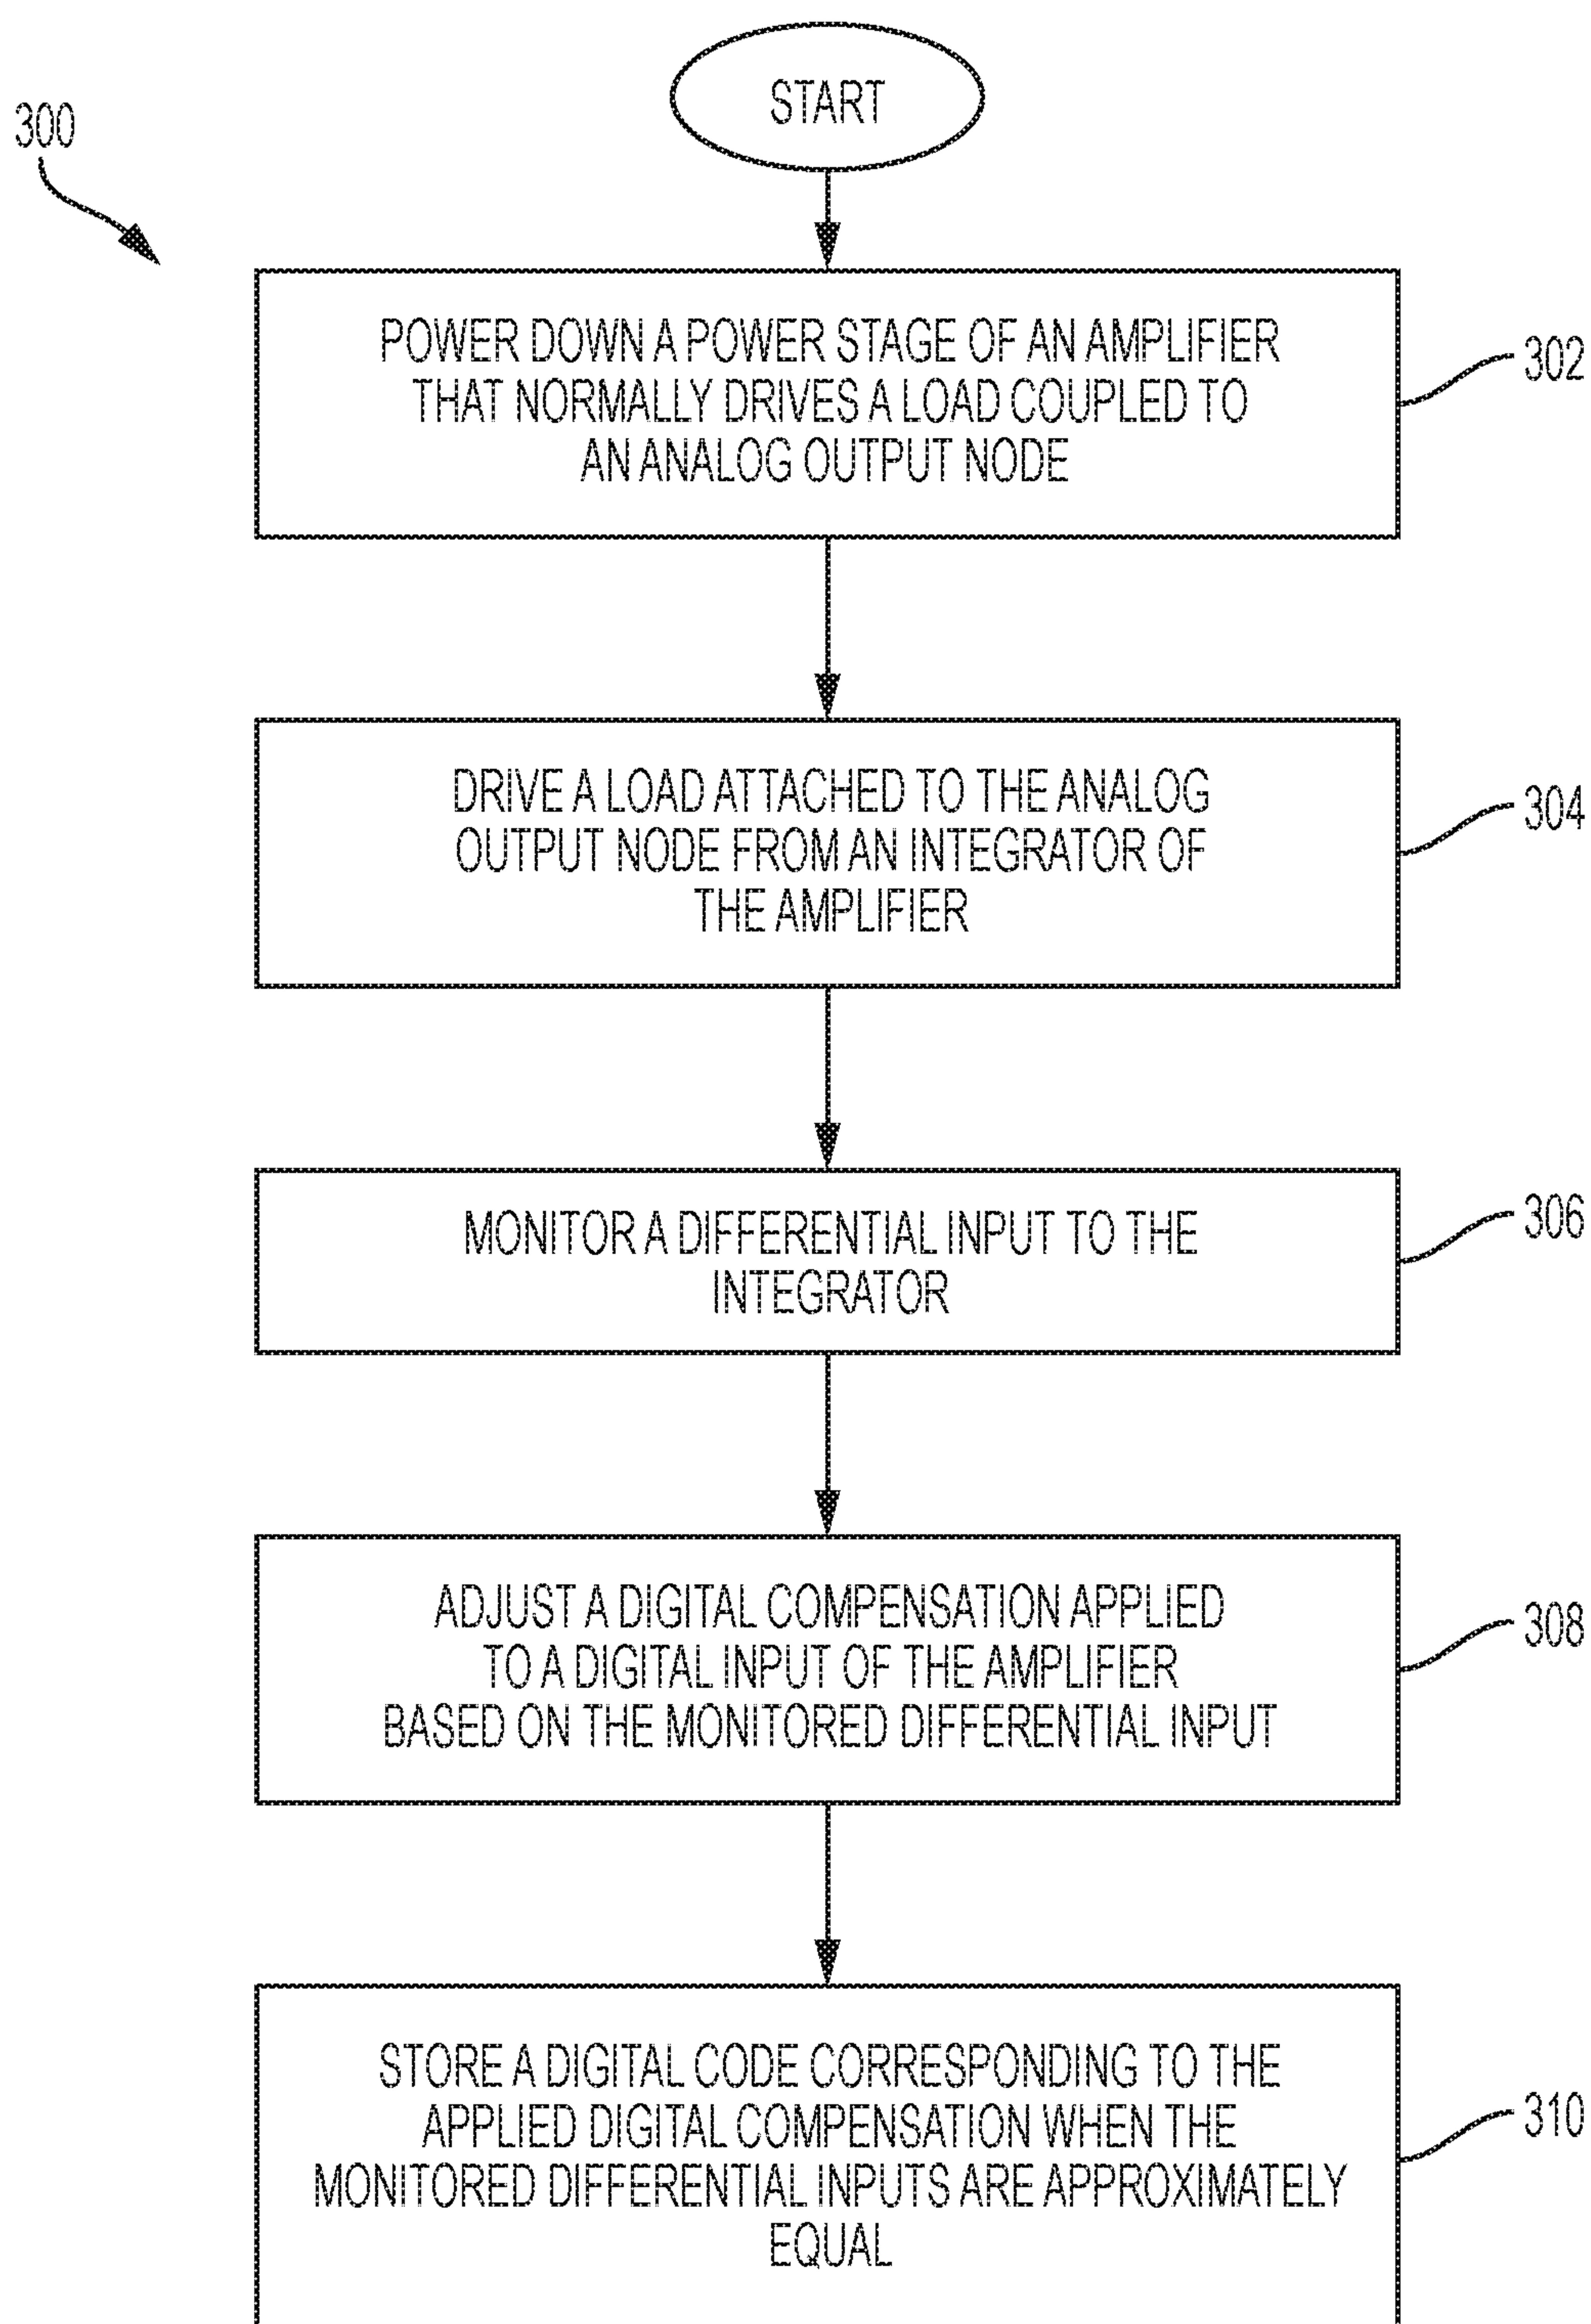 START
300
POWER DOWN A POWER STAGE OF AN AMPLIFIER
THAT NORMALLY DRIVES A LOAD COUPLED TO
AN ANALOG OUTPUT NODE
302
DRIVE A LOAD ATTACHED TO THE ANALOG
OUTPUT NODE FROM AN INTEGRATOR OF
THE AMPLIFIER
304
MONITOR A DIFFERENTIAL INPUT TO THE
INTEGRATOR
306
ADJUST A DIGITAL COMPENSATION APPLIED
TO A DIGITAL INPUT OF THE AMPLIFIER
BASED ON THE MONITORED DIFFERENTIAL INPUT
308
STORE A DIGITAL CODE CORRESPONDING TO THE
APPLIED DIGITAL COMPENSATION WHEN THE
MONITORED DIFFERENTIAL INPUTS ARE APPROXIMATELY
EQUAL
310